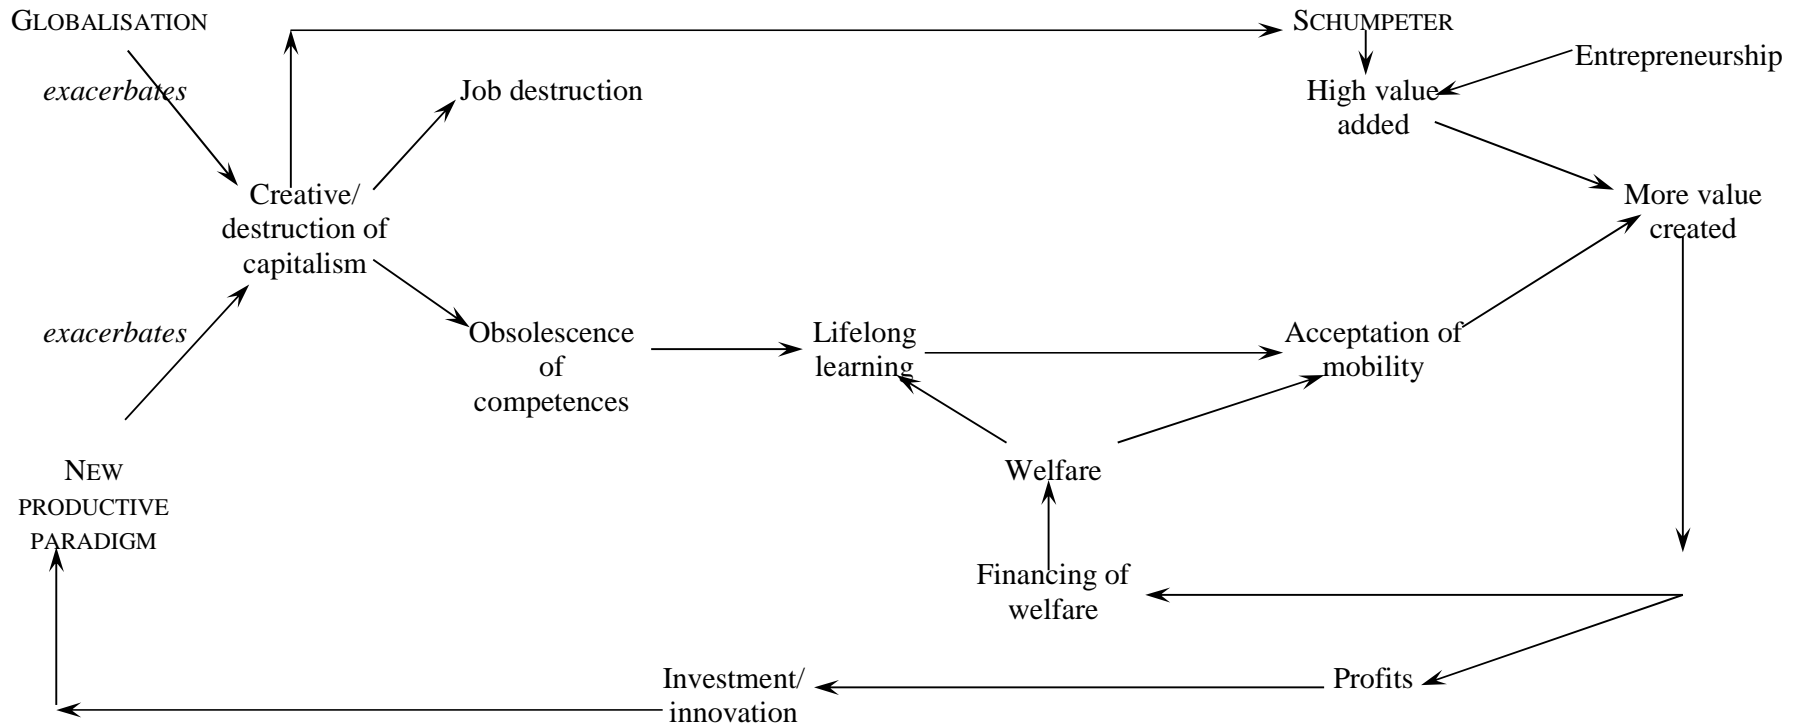 GLOBALISATION
SCHUMPETER
Entrepreneurship
exacerbates
Job destruction
High value
added
Creative/
destruction of
capitalism
More value
created
exacerbates
Obsolescence
of
competences
Lifelong
learning
Acceptation of
mobility
NEW
PRODUCTIVE
PARADIGM
Welfare
Financing of
welfare
Investment/
innovation
Profits